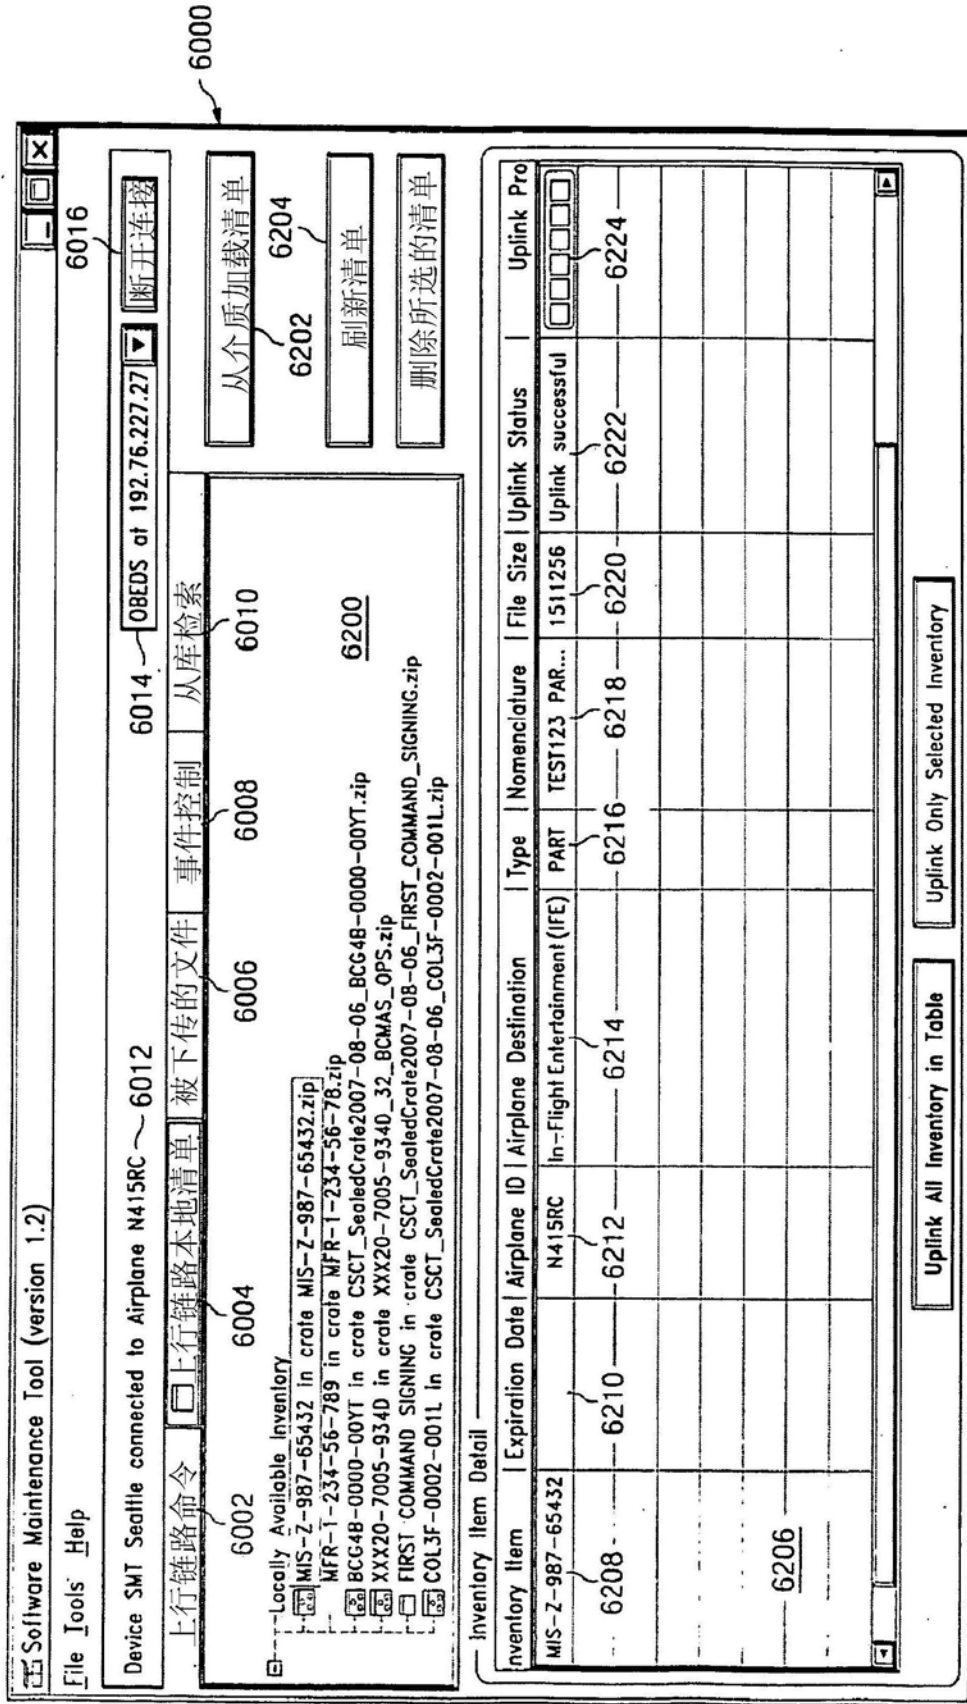 Software Maintenance Tool (version 1.2)
File Tools Help
6016
Device SMT Seattle connected to Airplane N415RC 6012
6014 OBEDS at 192.76.227.27 断开连接
6000
上行链路命令 上行链路本地清单 被下传的文件 事件控制 从库检索
6002 6004 6006 6008 6010
从介质加载清单
6202 6204
刷新清单
删除所选的清单
Locally Available Inventory
MIS-Z-987-65432 in crate MIS-Z-987-65432.zip
MFR-1-234-56-789 in crate MFR-1-234-56-78.zip
BCG4B-0000-00YT in crate CSCT_SealedCrate2007-08-06_BCG4B-0000-00YT.zip
XXX20-7005-934D in crate XXX20-7005-934D_32_BCMAS_OPS.zip
FIRST COMMAND SIGNING in crate CSCT_SealedCrate2007-08-06_FIRST_COMMAND_SIGNING.zip
COL3F-0002-001L in crate CSCT_SealedCrate2007-08-06_COL3F-0002-001L.zip
6200
Inventory Item Detail
nventory Item Expiration Date Airplane ID Airplane Destination Type Nomenclature File Size Uplink Status Uplink Pro
MIS-Z-987-65432 N415RC In-Flight Entertainment (IFE) PART TEST123 PAR... 1511256 Uplink successful
6208 6210 6212 6214 6216 6218 6220 6222 6224
6206
Uplink All Inventory in Table Uplink Only Selected Inventory